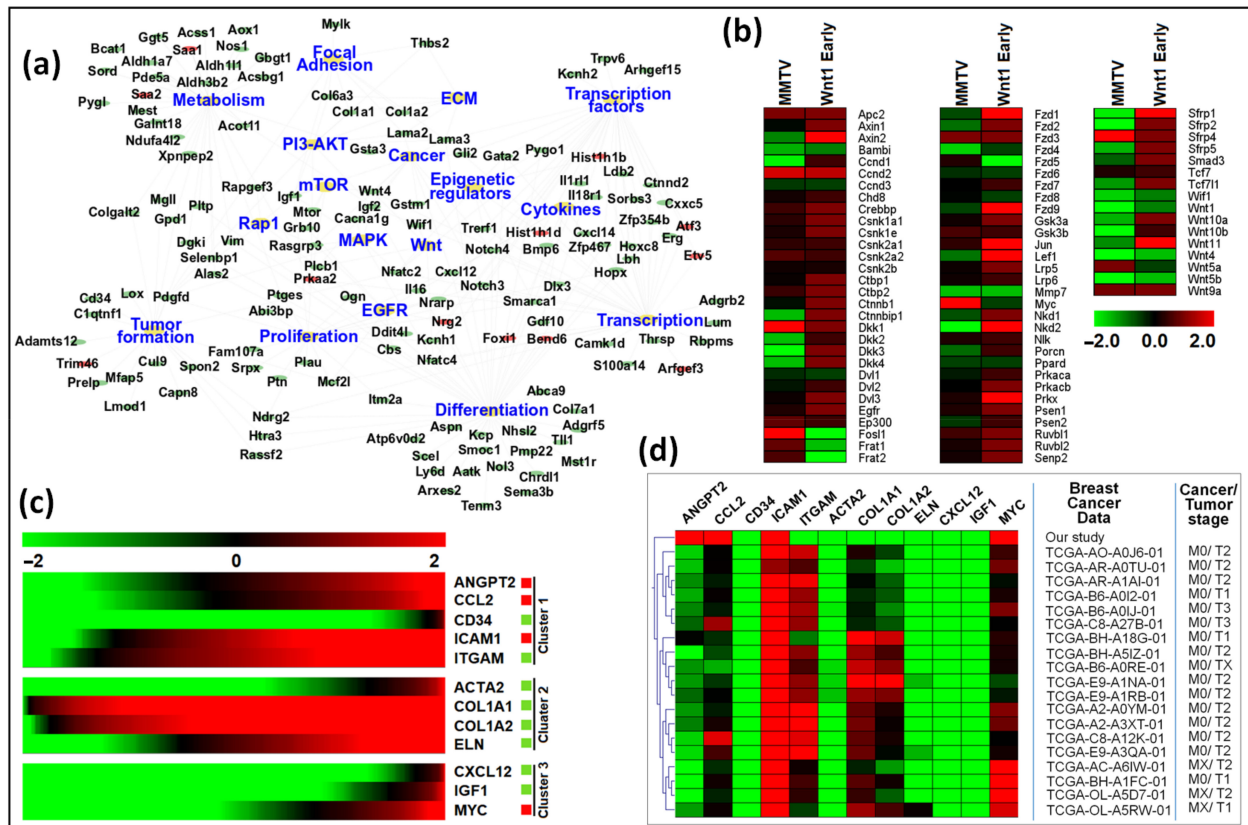 (a)
Mylk
Acss1
Aox1
Ggt5
Nos1
Bcat1
Saa1
Gbgt1
Focal
Adhesion
Thbs2
Aldh1a7
Aldh1l1
Sord
Pde5a
Acsbg1
Aldh3b2
Saa2
Pygl
Metabolism
Mest
Galnt18
Acot11
Ndufa4l2
Xpnpep2
Col6a3
Col1a1
Col1a2
ECM
Trpv6
Kcnh2
Arhgef15
Transcription
factors
PI3-AKT
Lama2
Lama3
Gsta3
Cancer
Gli2
Gata2
Pygo1
Hist1h1b
Ldb2
mTOR
Epigenetic
regulators
Il1rl1
Il18r1
Ctnnd2
Sorbs3
Cxxc5
Rapgef3
Igf1
Wnt4
Igf2
Gstm1
Cytokines
Mgll
Pltp
Colgalt2
Gpd1
Rap1
Mtor
Grb10
Cacna1g
Wif1
Trerf1
Hist1h1d
Cxcl14
Zfp354b
Atf3
Erg
Dgki
Vim
Rasgrp3
MAPK
Wnt
Notch4
Bmp6
Zfp467
Hoxc8
Lbh
Etv5
Selenbp1
Alas2
Plcb1
Prkaa2
Nfatc2
Cxcl12
Hopx
Il16
Notch3
Dlx3
Cd34
Lox
Pdgfd
Ptges
Ogn
Nrarp
Smarca1
Adgrb2
C1qtnf1
Abi3bp
EGFR
Nrg2
Gdf10
Lum
Tumor
formation
Adamts12
Proliferation
Ddit4l
Kcnh1
Foxi1
Bend6
Transcription
Camk1d
Thrsp
Rbpms
Cbs
Nfatc4
Trim46
Cul9
Fam107a
Spon2
Srpx
Plau
S100a14
Arfgef3
Prelp
Mfap5
Ptn
Mcf2l
Capn8
Lmod1
Itm2a
Abca9
Ndrg2
Differentiation
Col7a1
Htra3
Aspn
Adgrf5
Rassf2
Atp6v0d2
Kcp
Nhsl2
Tll1
Scel
Smoc1
Pmp22
Mst1r
Ly6d
Aatk
Nol3
Chrdl1
Arxes2
Sema3b
Tenm3
(b)
MMTV
Wnt1 Early
Apc2
Axin1
Axin2
Bambi
Ccnd1
Ccnd2
Ccnd3
Chd8
Crebbp
Csnk1a1
Csnk1e
Csnk2a1
Csnk2a2
Csnk2b
Ctbp1
Ctbp2
Ctnnb1
Ctnnbip1
Dkk1
Dkk2
Dkk3
Dkk4
Dvl1
Dvl2
Dvl3
Egfr
Ep300
Fosl1
Frat1
Frat2
MMTV
Wnt1 Early
Fzd1
Fzd2
Fzd3
Fzd4
Fzd5
Fzd6
Fzd7
Fzd8
Fzd9
Gsk3a
Gsk3b
Jun
Lef1
Lrp5
Lrp6
Mmp7
Myc
Nkd1
Nkd2
Nlk
Porcn
Ppard
Prkaca
Prkacb
Prkx
Psen1
Psen2
Ruvbl1
Ruvbl2
Senp2
MMTV
Wnt1 Early
Sfrp1
Sfrp2
Sfrp4
Sfrp5
Smad3
Tcf7
Tcf7l1
Wif1
Wnt1
Wnt10a
Wnt10b
Wnt11
Wnt4
Wnt5a
Wnt5b
Wnt9a
−2.0 2.0
(c)
−2 0 2
ANGPT2
CCL2
CD34
ICAM1
ITGAM
Cluster 1
ACTA2
COL1A1
COL1A2
ELN
Cluater 2
CXCL12
IGF1
MYC
Cluster 3
(d)
ANGPT2 CCL2 CD34 ICAM1 ITGAM ACTA2 COL1A1 COL1A2 ELN CXCL12 IGF1 MYC
Breast
Cancer
Data
Cancer/
Tumor
stage
Our study
TCGA-AO-A0J6-01 M0/ T2
TCGA-AR-A0TU-01 M0/ T2
TCGA-AR-A1AI-01 M0/ T2
TCGA-B6-A0I2-01 M0/ T1
TCGA-B6-A0IJ-01 M0/ T3
TCGA-C8-A27B-01 M0/ T3
TCGA-BH-A18G-01 M0/ T1
TCGA-BH-A5IZ-01 M0/ T2
TCGA-B6-A0RE-01 M0/ TX
TCGA-E9-A1NA-01 M0/ T2
TCGA-E9-A1RB-01 M0/ T2
TCGA-A2-A0YM-01 M0/ T2
TCGA-A2-A3XT-01 M0/ T2
TCGA-C8-A12K-01 M0/ T2
TCGA-E9-A3QA-01 M0/ T2
TCGA-AC-A6IW-01 MX/ T2
TCGA-BH-A1FC-01 M0/ T1
TCGA-OL-A5D7-01 MX/ T2
TCGA-OL-A5RW-01 MX/ T1